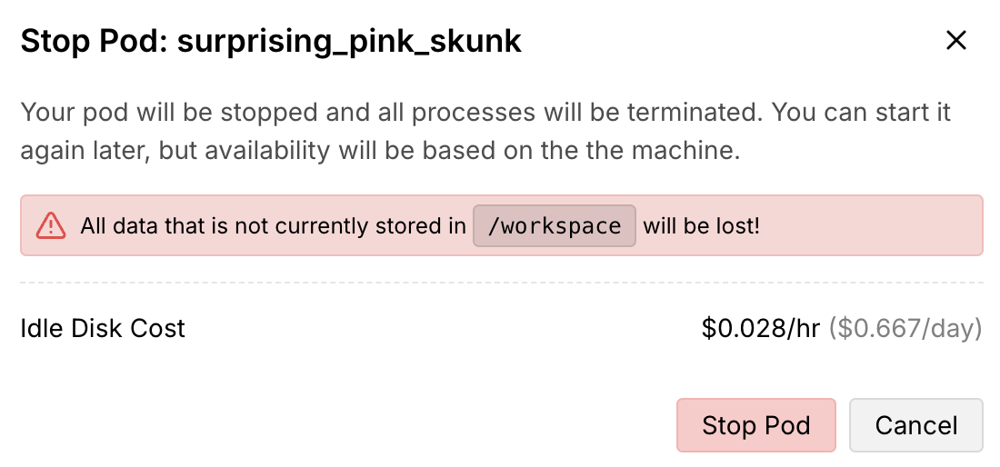 Stop Pod: surprising_pink_skunk
Your pod will be stopped and all processes will be terminated. You can start it
again later, but availability will be based on the the machine.
All data that is not currently stored in /workspace will be lost!
Idle Disk Cost $0.028/hr ($0.667/day)
Stop Pod Cancel